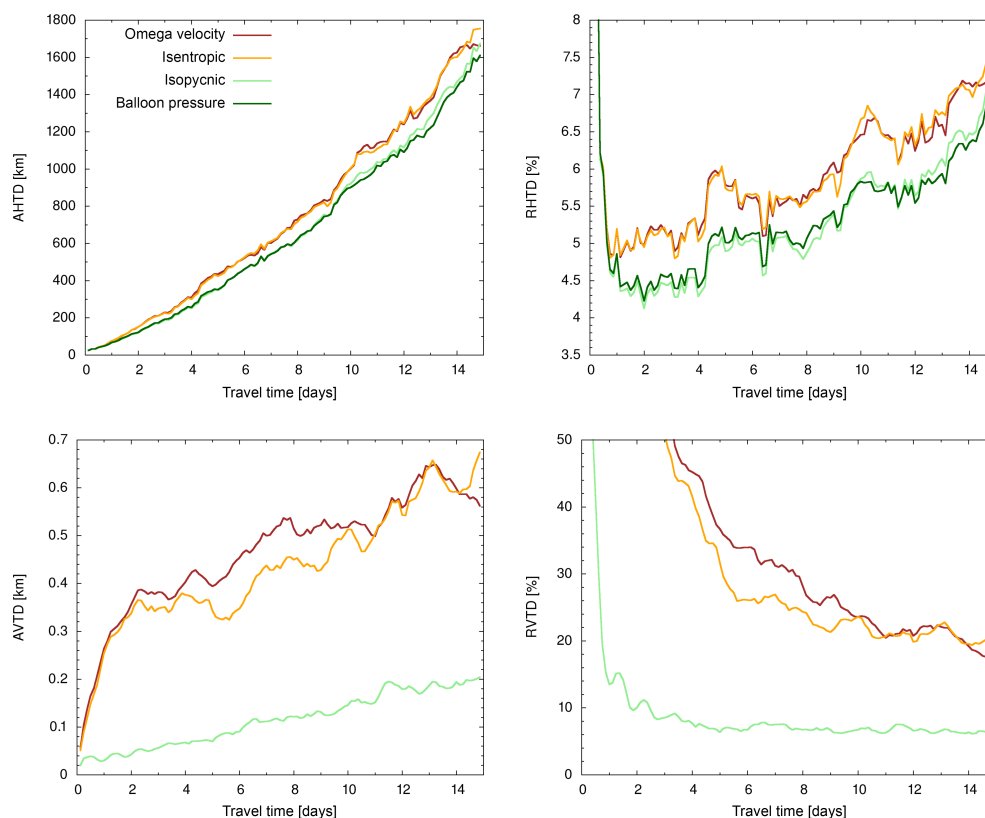 1800
1600
1400
1200
1000
800
600
400
200
0
AHTD [km]
Omega velocity
Isentropic
Isopycnic
Balloon pressure
0 2 4 6 8 10 12 14
Travel time [days]
8
7.5
7
6.5
6
5.5
5
4.5
4
3.5
RHTD [%]
0 2 4 6 8 10 12 14
Travel time [days]
0.7
0.6
0.5
0.4
0.3
0.2
0.1
0
AVTD [km]
0 2 4 6 8 10 12 14
Travel time [days]
50
40
30
20
10
0
RVTD [%]
0 2 4 6 8 10 12 14
Travel time [days]